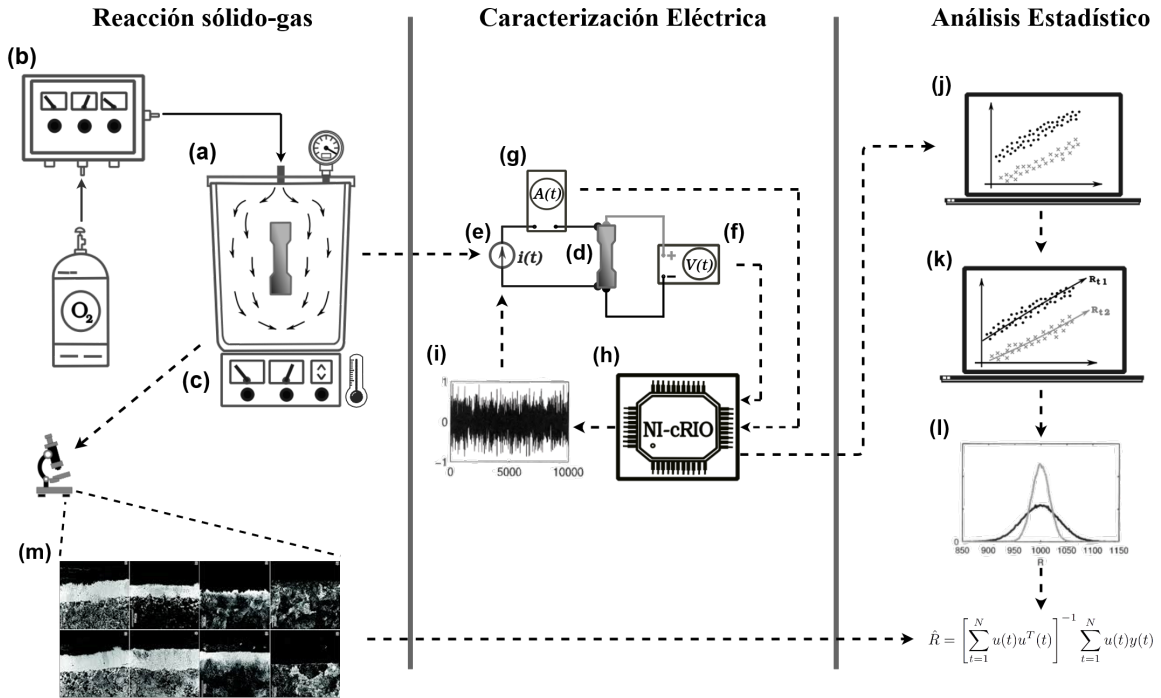 Reacción sólido-gas
Caracterización Eléctrica
Análisis Estadístico
(b)
(a)
O2
(c)
(m)
(g)
A(t)
(e)
i(t)
(d)
(f)
+
V(t)
−
(i)
1
0
−1
0 5000 10000
(h)
NI-cRIO
(j)
(k)
Rt1
Rt2
(l)
0
850 900 950 1000 1050 1100 1150
R
R̂ = [ ∑_{t=1}^{N} u(t)u^T(t) ]^{−1} ∑_{t=1}^{N} u(t)y(t)